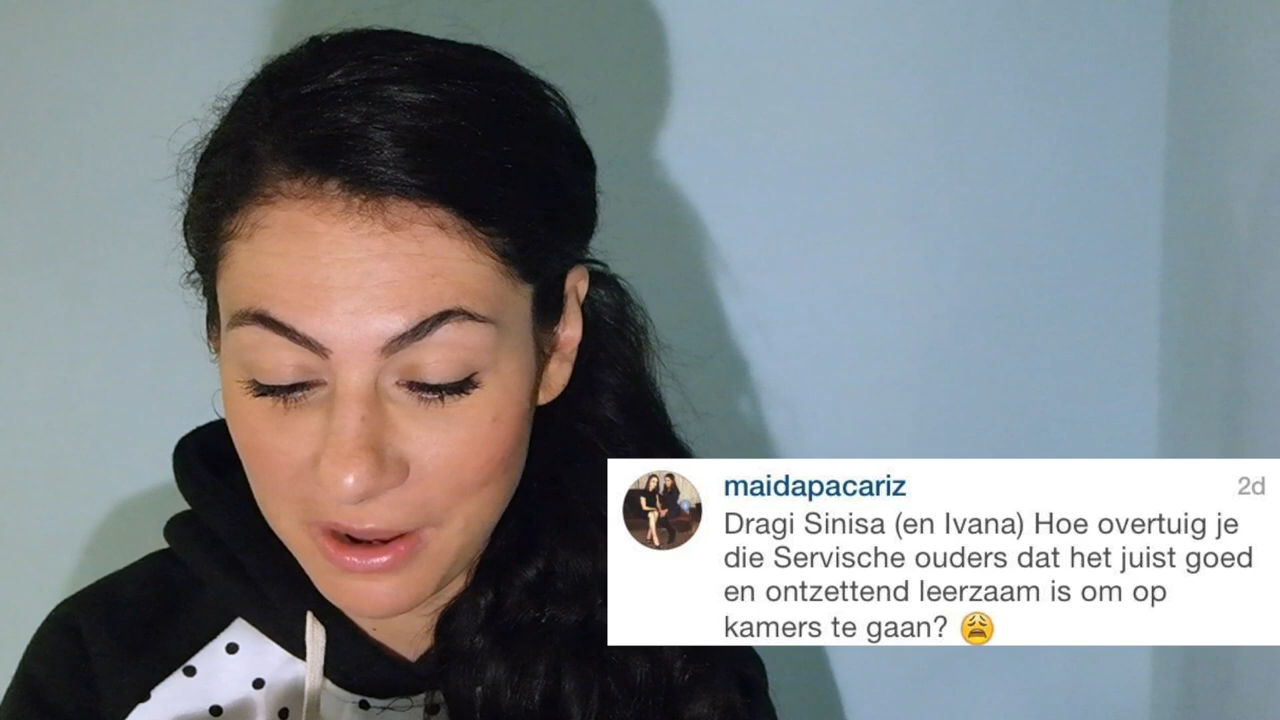 maidapacariz
2d
Dragi Sinisa (en Ivana) Hoe overtuig je
die Servische ouders dat het juist goed
en ontzettend leerzaam is om op
kamers te gaan? 😩